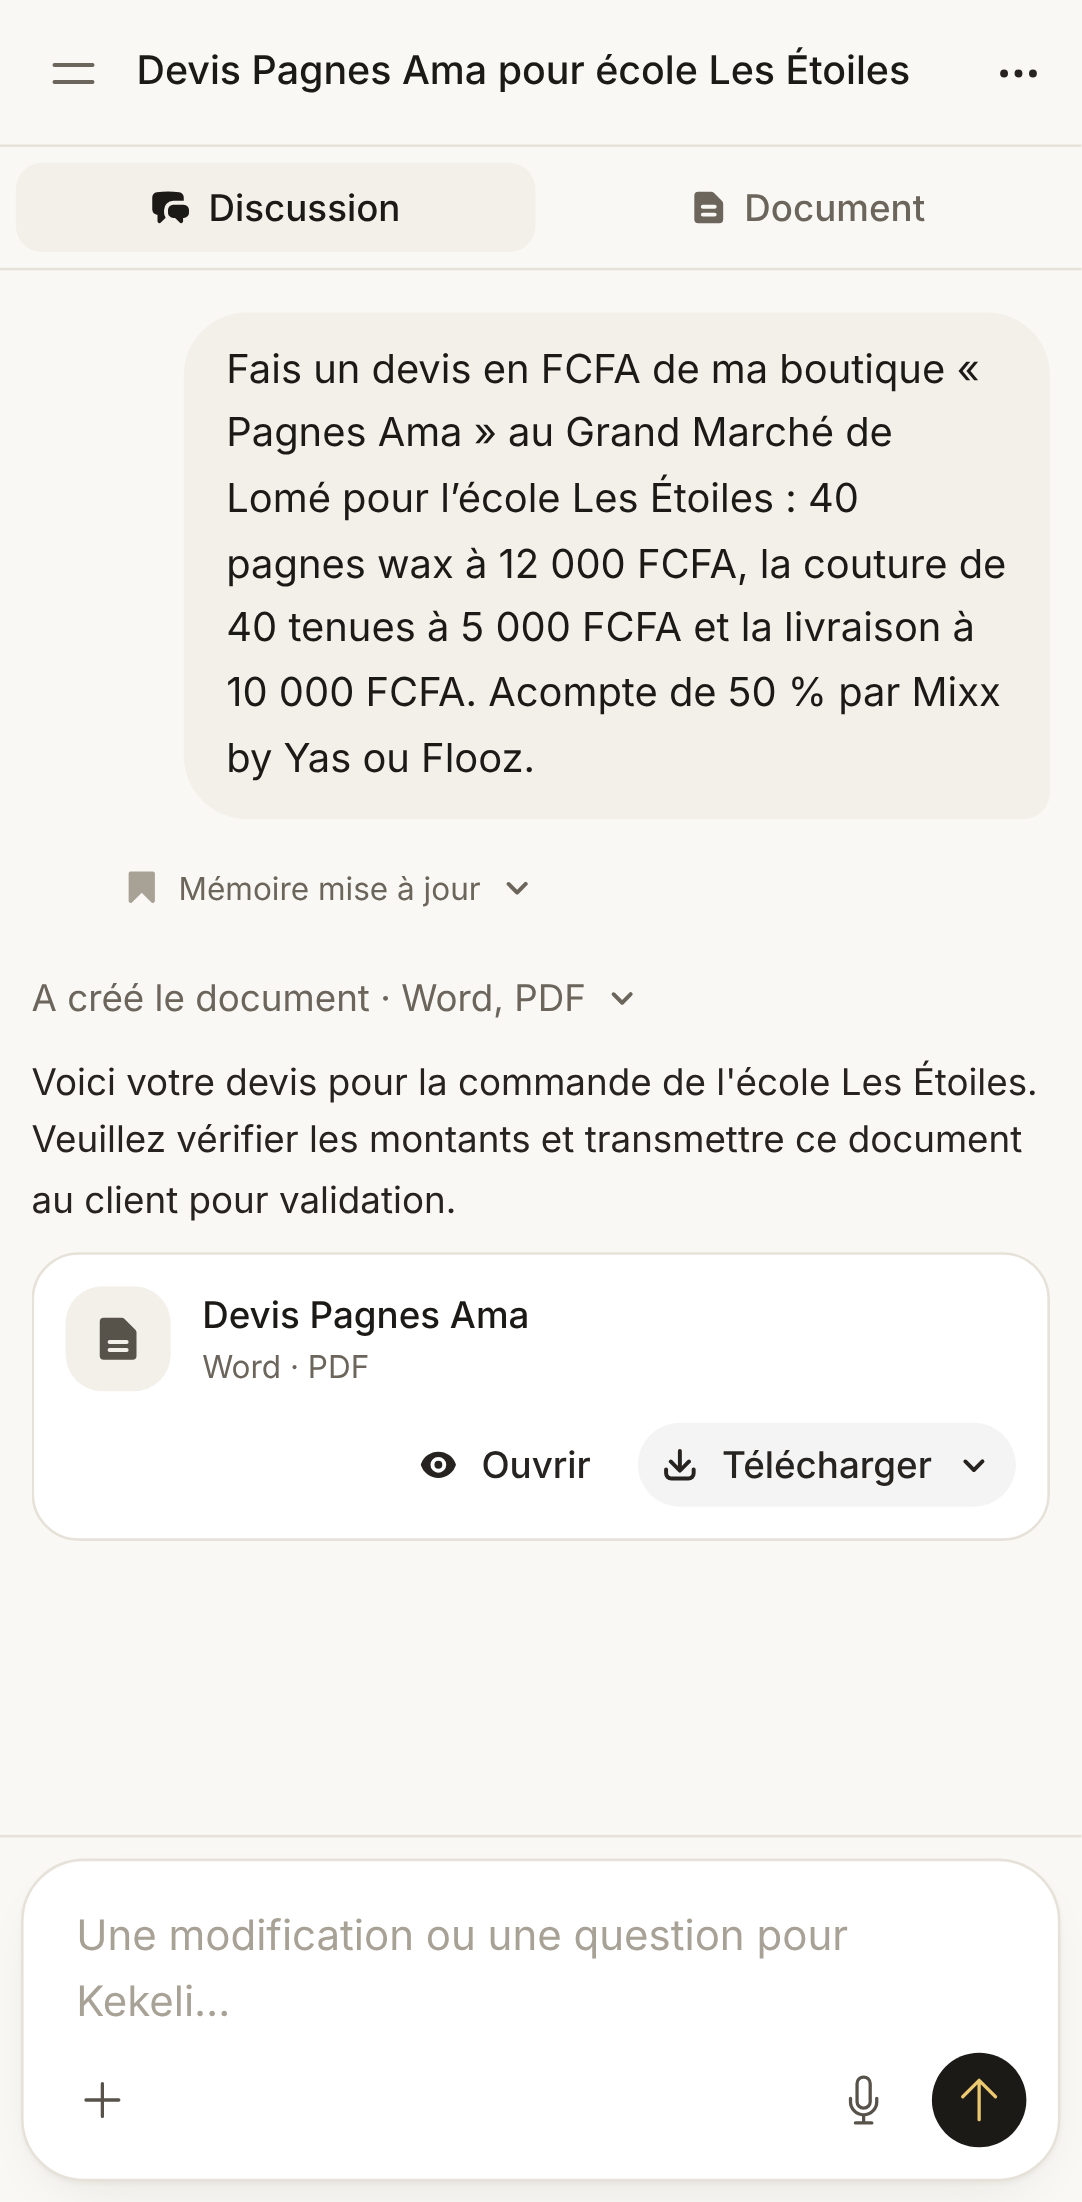 Devis Pagnes Ama pour école Les Étoiles
Discussion
Document
Fais un devis en FCFA de ma boutique «
Pagnes Ama » au Grand Marché de
Lomé pour l’école Les Étoiles : 40
pagnes wax à 12 000 FCFA, la couture de
40 tenues à 5 000 FCFA et la livraison à
10 000 FCFA. Acompte de 50 % par Mixx
by Yas ou Flooz.
Mémoire mise à jour
A créé le document · Word, PDF
Voici votre devis pour la commande de l'école Les Étoiles.
Veuillez vérifier les montants et transmettre ce document
au client pour validation.
Devis Pagnes Ama
Word · PDF
Ouvrir
Télécharger
Une modification ou une question pour
Kekeli...